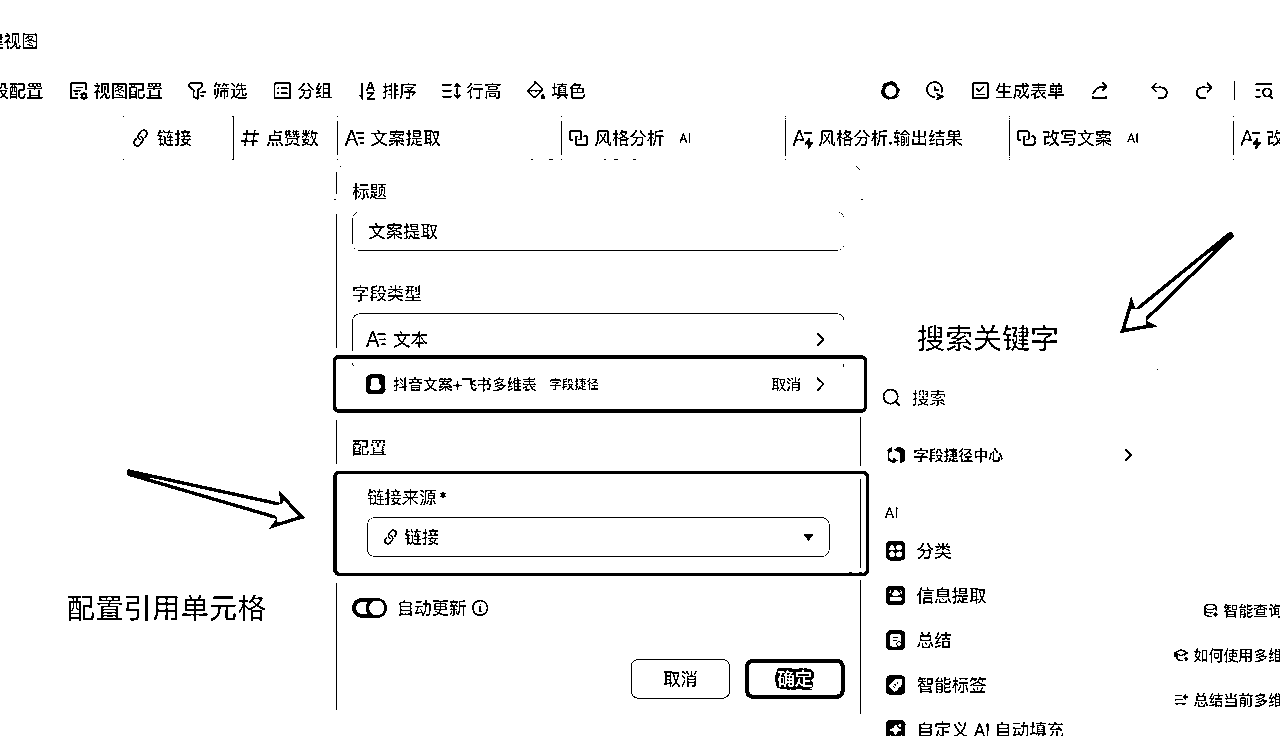 建视图
段配置 视图配置 筛选 分组 排序 行高 填色 生成表单
链接 点赞数 文案提取 风格分析 AI 风格分析.输出结果 改写文案 AI 改
标题
文案提取
字段类型
文本
抖音文案+飞书多维表 字段捷径 取消
配置
链接来源*
链接
自动更新
取消 确定
配置引用单元格
搜索关键字
搜索
字段捷径中心
AI
分类
信息提取
总结
智能标签
自定义 AI 自动填充
智能查询
如何使用多维
总结当前多维